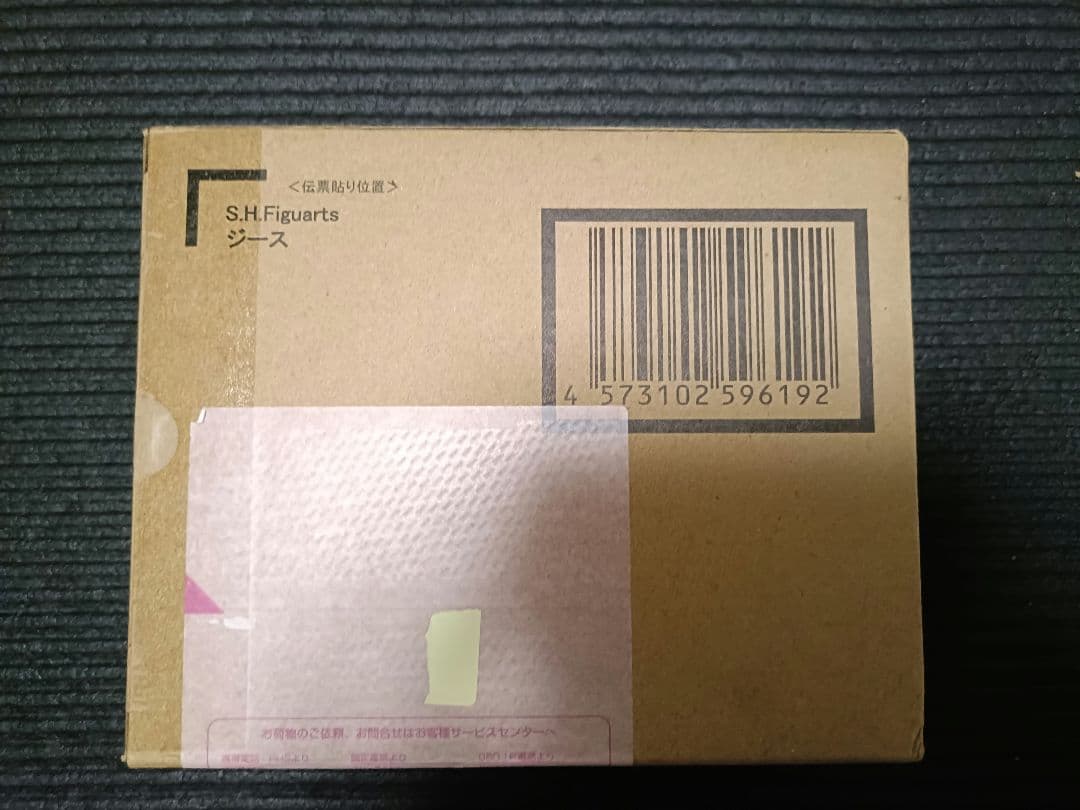 ＜伝票貼り位置＞
S.H.Figuarts
ジース
4 573102 596192
お荷物のご依頼、お問合せはお客様サービスセンターへ